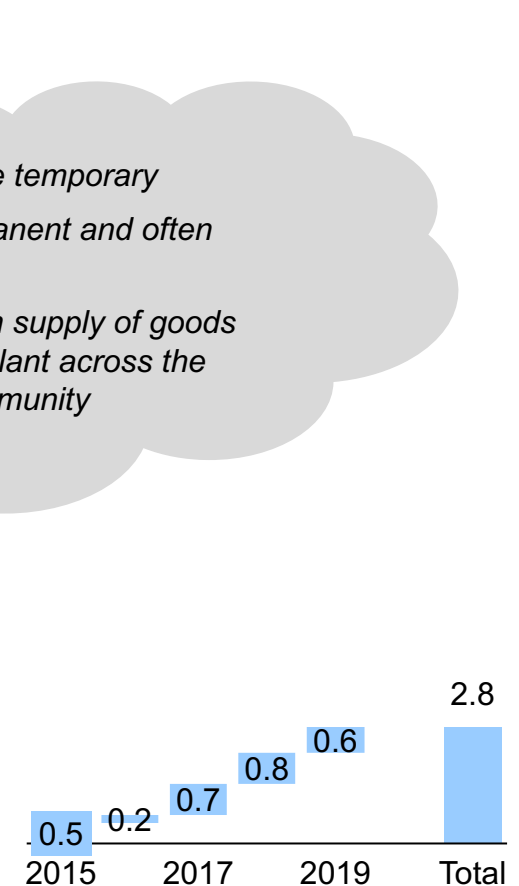 e temporary
anent and often
supply of goods
lant across the
munity
2.8
0.6
0.8
0.7
0.2
0.5
2015 2017 2019 Total